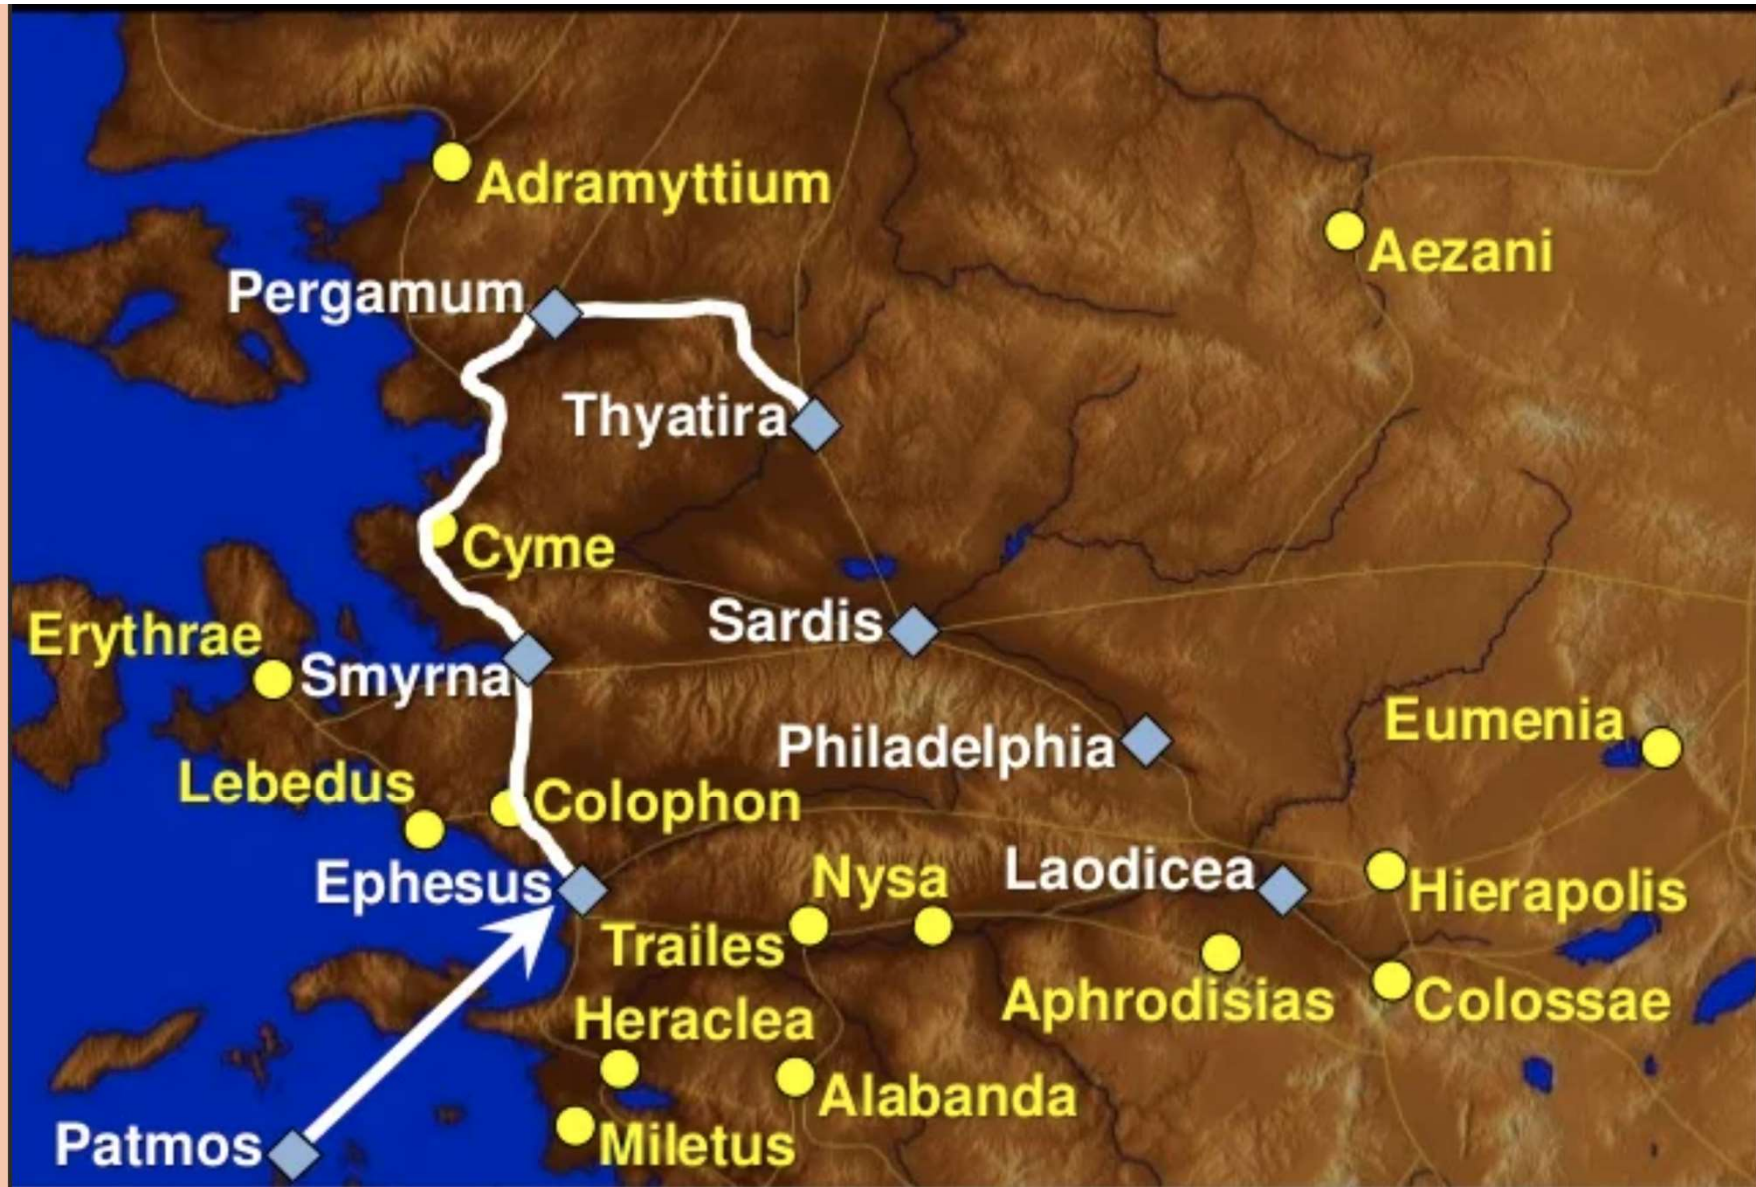 Adramyttium
Aezani
Pergamum
Thyatira
Cyme
Sardis
Erythrae
Smyrna
Eumenia
Philadelphia
Lebedus
Colophon
Ephesus
Nysa
Laodicea
Hierapolis
Trailes
Aphrodisias
Colossae
Heraclea
Alabanda
Patmos
Miletus